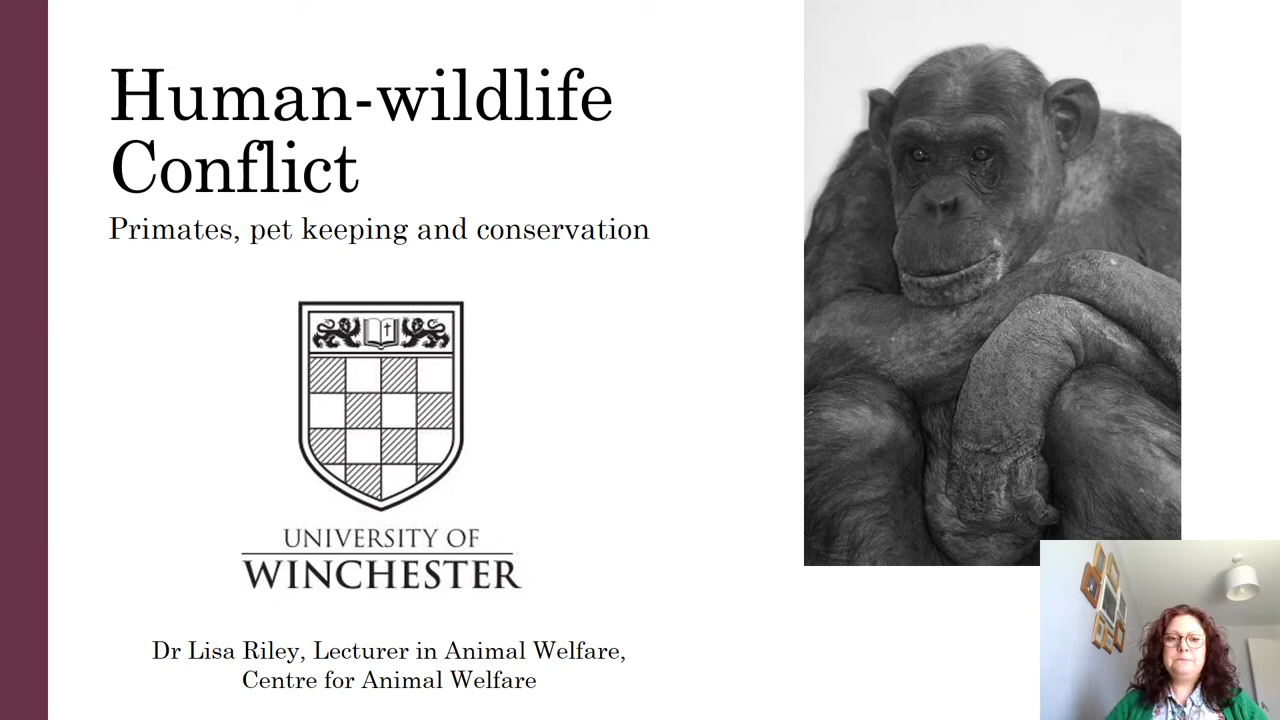 Human-wildlife
Conflict
Primates, pet keeping and conservation
UNIVERSITY OF
WINCHESTER
Dr Lisa Riley, Lecturer in Animal Welfare,
Centre for Animal Welfare